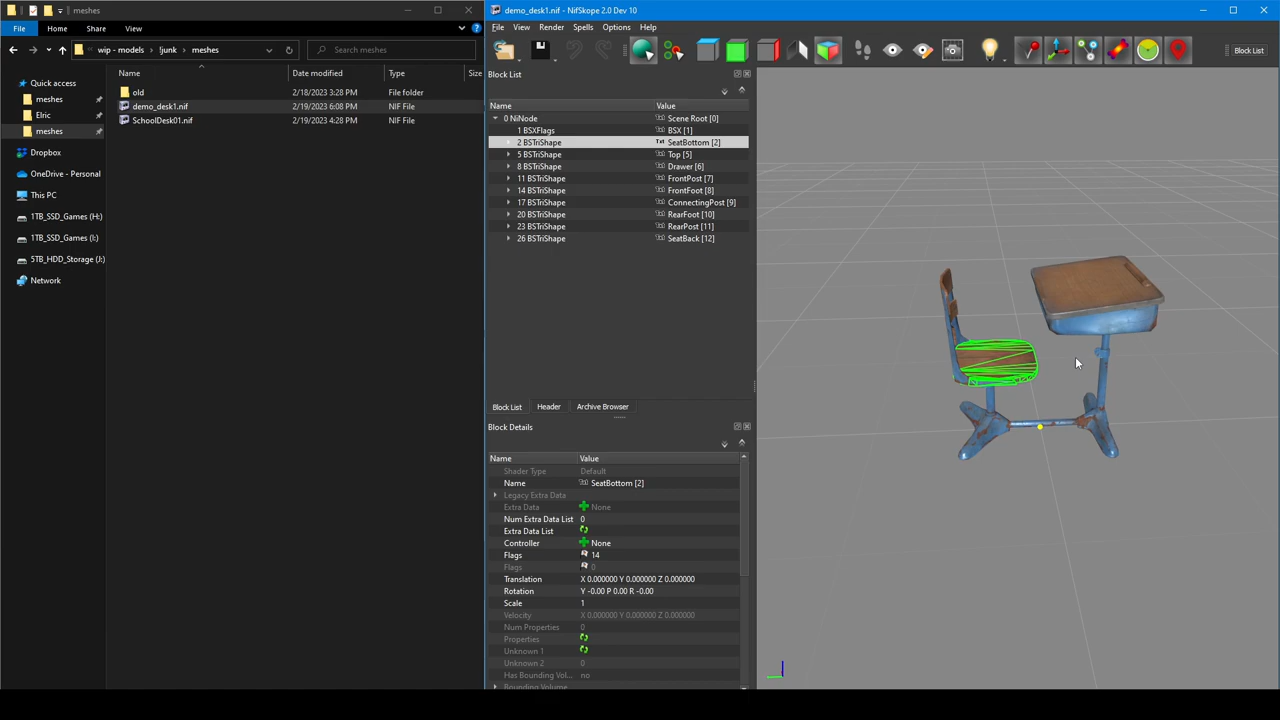 meshes
File
Home
Share
View
wip - models
!junk
meshes
Search meshes
Name
Date modified
Type
Size
Quick access
meshes
Elric
meshes
Dropbox
OneDrive - Personal
This PC
1TB_SSD_Games (H:)
1TB_SSD_Games (I:)
5TB_HDD_Storage (J:)
Network
old 2/18/2023 3:28 PM File folder
demo_desk1.nif 2/19/2023 6:08 PM NIF File
SchoolDesk01.nif 2/19/2023 4:28 PM NIF File
demo_desk1.nif - NifSkope 2.0 Dev 10
File View Render Spells Options Help
Block List
Block List
Name Value
0 NiNode Scene Root [0]
1 BSXFlags BSX [1]
2 BSTriShape Txt SeatBottom [2]
5 BSTriShape Top [5]
8 BSTriShape Drawer [6]
11 BSTriShape FrontPost [7]
14 BSTriShape FrontFoot [8]
17 BSTriShape ConnectingPost [9]
20 BSTriShape RearFoot [10]
23 BSTriShape RearPost [11]
26 BSTriShape SeatBack [12]
Block List Header Archive Browser
Block Details
Name Value
Shader Type Default
Name SeatBottom [2]
Legacy Extra Data
Extra Data None
Num Extra Data List 0
Extra Data List
Controller None
Flags 14
Flags 0
Translation X 0.000000 Y 0.000000 Z 0.000000
Rotation Y -0.00 P 0.00 R -0.00
Scale 1
Velocity X 0.000000 Y 0.000000 Z 0.000000
Num Properties 0
Properties
Unknown 1
Unknown 2 0
Has Bounding Vol... no
Bounding Volume